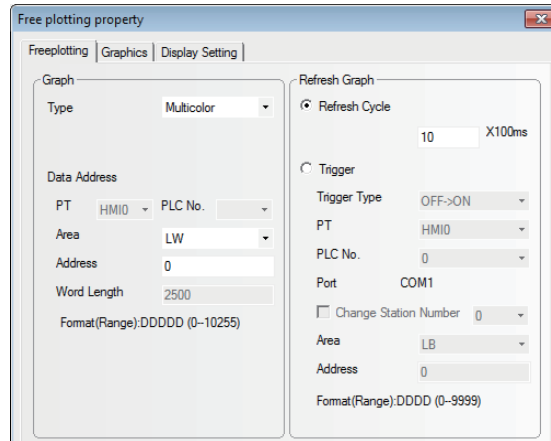 Free plotting property
Freeplotting Graphics Display Setting
Graph
Type Multicolor
Data Address
PT HMI0 PLC No.
Area LW
Address 0
Word Length 2500
Format(Range):DDDDD (0--10255)
Refresh Graph
Refresh Cycle
10 X100ms
Trigger
Trigger Type OFF->ON
PT HMI0
PLC No. 0
Port COM1
Change Station Number 0
Area LB
Address 0
Format(Range):DDDD (0--9999)